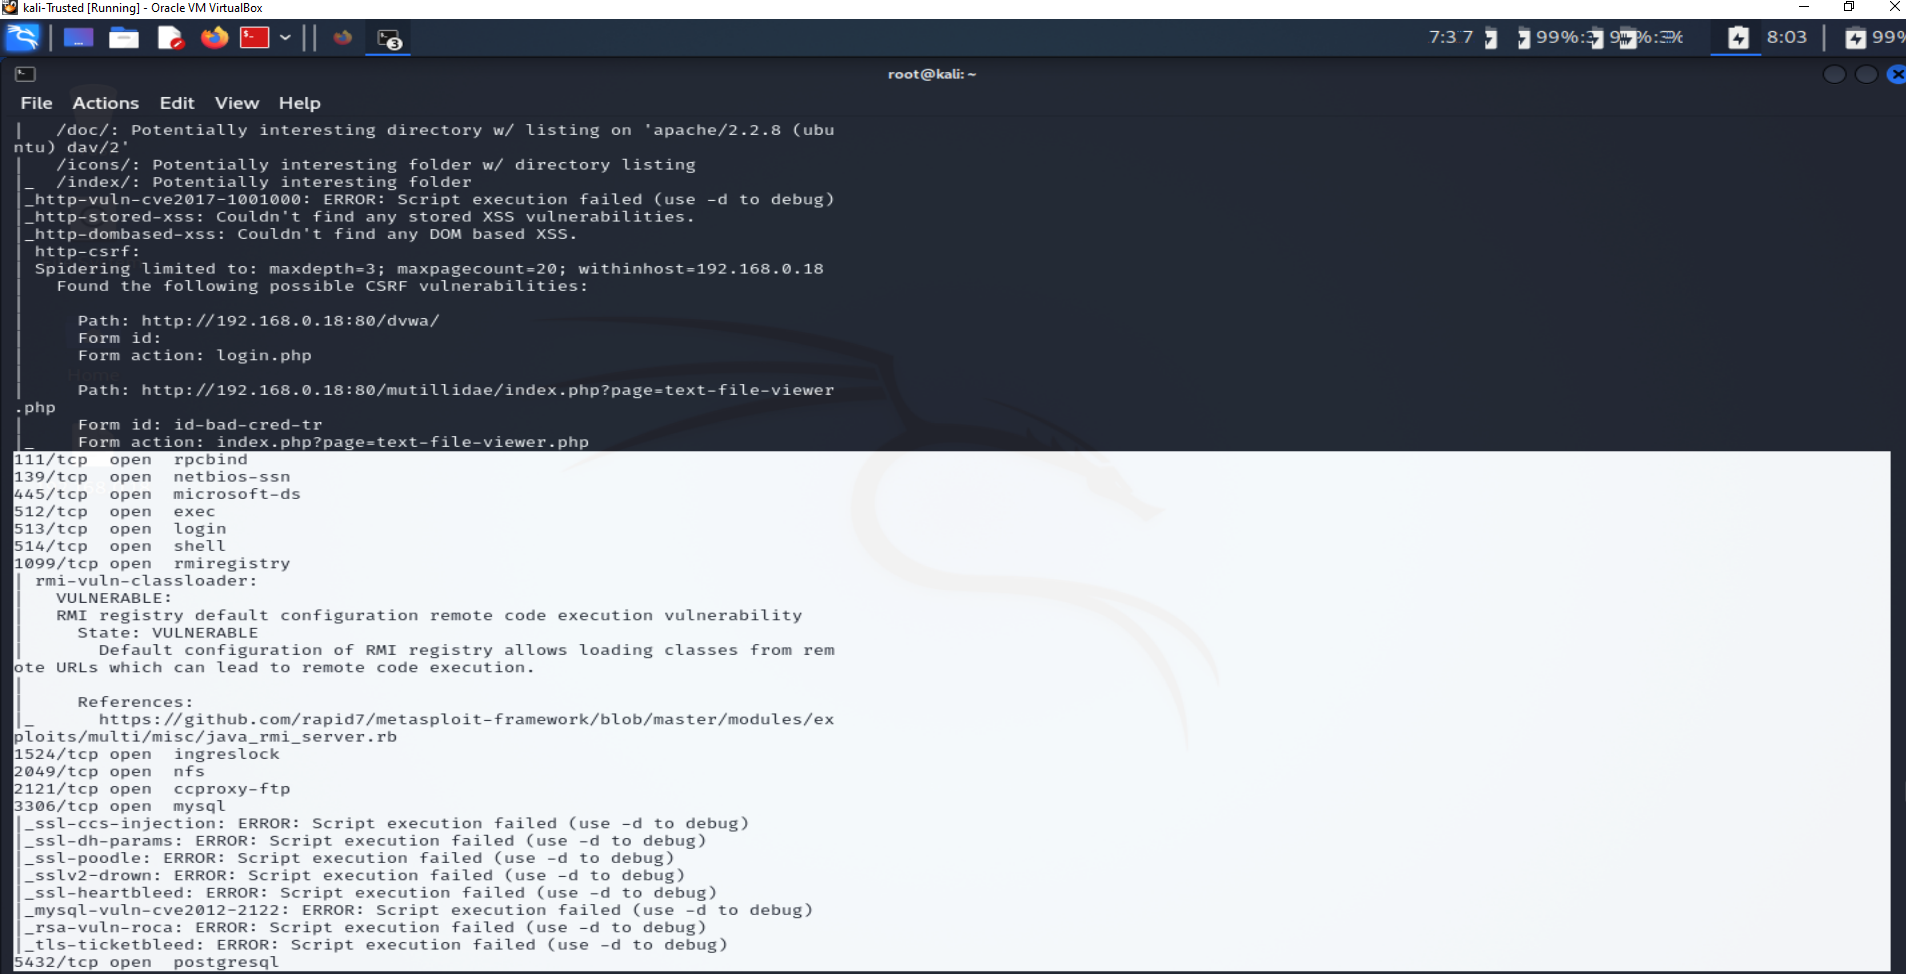 kali-Trusted [Running] - Oracle VM VirtualBox
8:03
99%
root@kali: ~
File Actions Edit View Help
|   /doc/: Potentially interesting directory w/ listing on 'apache/2.2.8 (ubu
ntu) dav/2'
|   /icons/: Potentially interesting folder w/ directory listing
|_  /index/: Potentially interesting folder
|_http-vuln-cve2017-1001000: ERROR: Script execution failed (use -d to debug)
|_http-stored-xss: Couldn't find any stored XSS vulnerabilities.
|_http-dombased-xss: Couldn't find any DOM based XSS.
| http-csrf:
| Spidering limited to: maxdepth=3; maxpagecount=20; withinhost=192.168.0.18
|   Found the following possible CSRF vulnerabilities:
|
|     Path: http://192.168.0.18:80/dvwa/
|     Form id:
|     Form action: login.php
|
|     Path: http://192.168.0.18:80/mutillidae/index.php?page=text-file-viewer
.php
|     Form id: id-bad-cred-tr
|_    Form action: index.php?page=text-file-viewer.php
111/tcp  open  rpcbind
139/tcp  open  netbios-ssn
445/tcp  open  microsoft-ds
512/tcp  open  exec
513/tcp  open  login
514/tcp  open  shell
1099/tcp open  rmiregistry
| rmi-vuln-classloader:
|   VULNERABLE:
|   RMI registry default configuration remote code execution vulnerability
|     State: VULNERABLE
|       Default configuration of RMI registry allows loading classes from rem
ote URLs which can lead to remote code execution.
|
|     References:
|_      https://github.com/rapid7/metasploit-framework/blob/master/modules/ex
ploits/multi/misc/java_rmi_server.rb
1524/tcp open  ingreslock
2049/tcp open  nfs
2121/tcp open  ccproxy-ftp
3306/tcp open  mysql
|_ssl-ccs-injection: ERROR: Script execution failed (use -d to debug)
|_ssl-dh-params: ERROR: Script execution failed (use -d to debug)
|_ssl-poodle: ERROR: Script execution failed (use -d to debug)
|_sslv2-drown: ERROR: Script execution failed (use -d to debug)
|_ssl-heartbleed: ERROR: Script execution failed (use -d to debug)
|_mysql-vuln-cve2012-2122: ERROR: Script execution failed (use -d to debug)
|_rsa-vuln-roca: ERROR: Script execution failed (use -d to debug)
|_tls-ticketbleed: ERROR: Script execution failed (use -d to debug)
5432/tcp open  postgresql